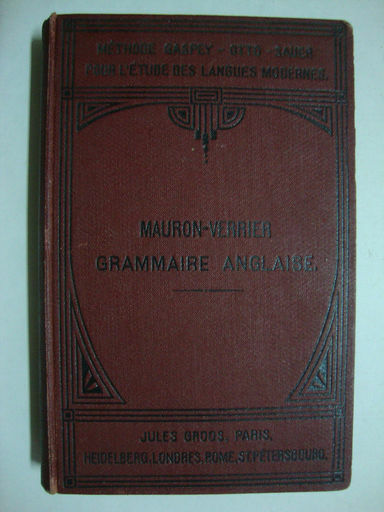 METHODE GASPEY - OTTO - SAUER
POUR L'ÉTUDE DES LANGUES MODERNES.
MAURON-VERRIER
GRAMMAIRE ANGLAISE.
JULES GROOS, PARIS,
HEIDELBERG, LONDRES, ROME, ST. PÉTERSBOURG.